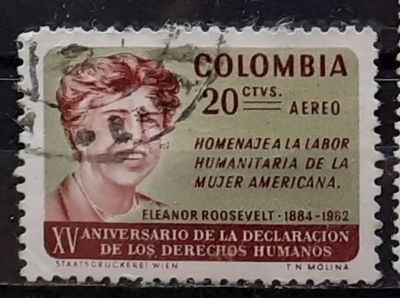 COLOMBIA
20 CTVS. AEREO
HOMENAJE A LA LABOR
HUMANITARIA DE LA
MUJER AMERICANA.
ELEANOR ROOSEVELT · 1884-1962
XV ANIVERSARIO DE LA DECLARACION
DE LOS DERECHOS HUMANOS
STAATSDRUCKEREI WIEN T N MOLINA